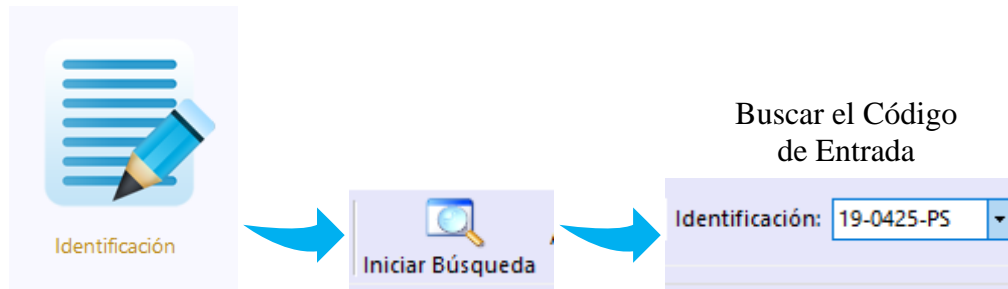 Identificación
Iniciar Búsqueda
Buscar el Código
de Entrada
Identificación: 19-0425-PS